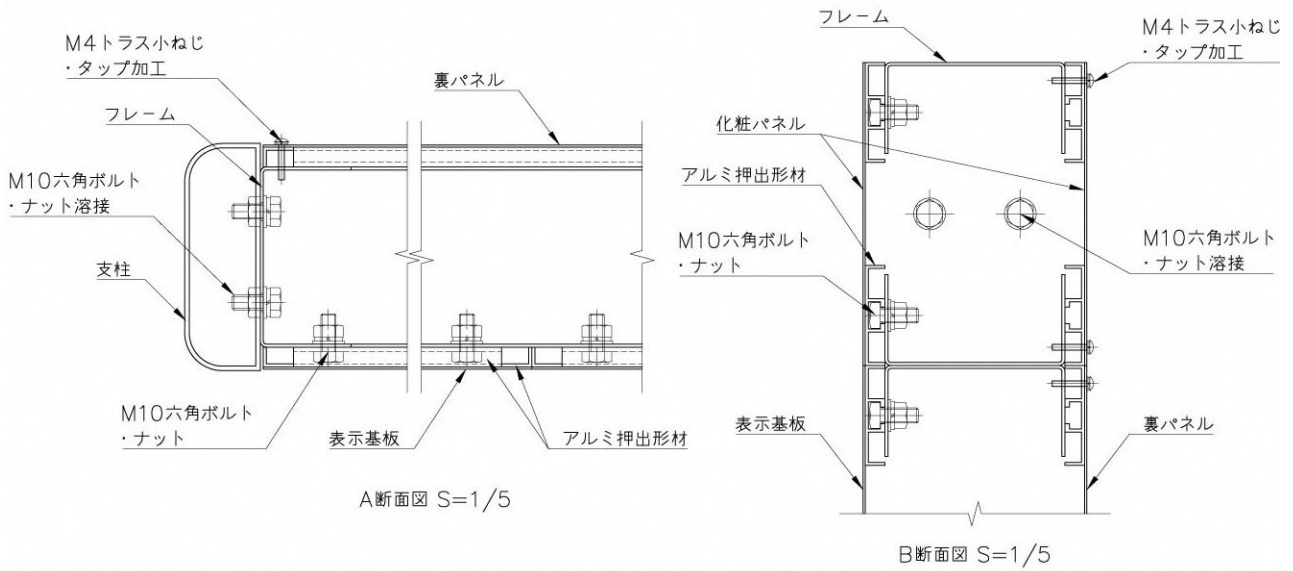 M4トラス小ねじ
・タップ加工
フレーム
M10六角ボルト
・ナット溶接
支柱
裏パネル
M10六角ボルト
・ナット
表示基板
アルミ押出形材
A断面図 S=1/5
フレーム
M4トラス小ねじ
・タップ加工
化粧パネル
アルミ押出形材
M10六角ボルト
・ナット
M10六角ボルト
・ナット溶接
表示基板
裏パネル
B断面図 S=1/5